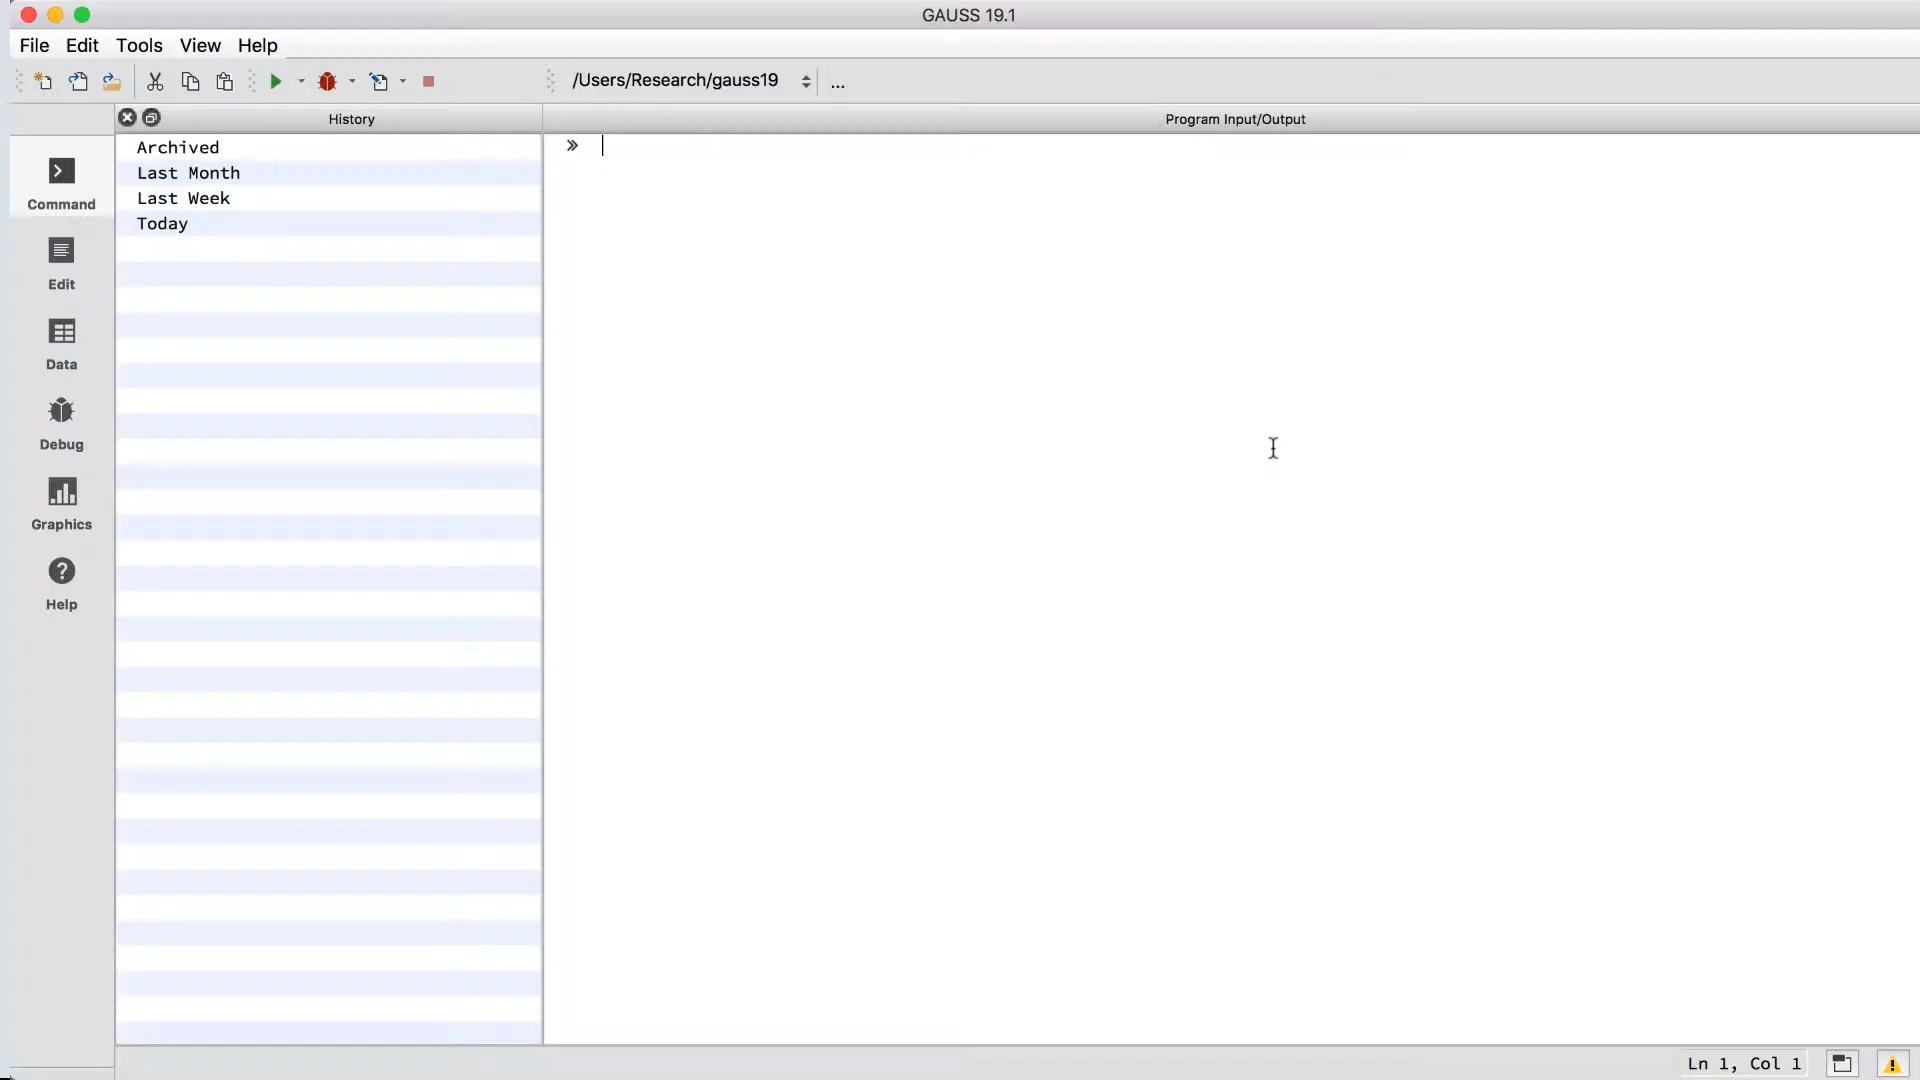 GAUSS 19.1
File Edit Tools View Help
/Users/Research/gauss19 ...
History
Program Input/Output
Archived
Last Month
Last Week
Today
»
Command
Edit
Data
Debug
Graphics
Help
Ln 1, Col 1